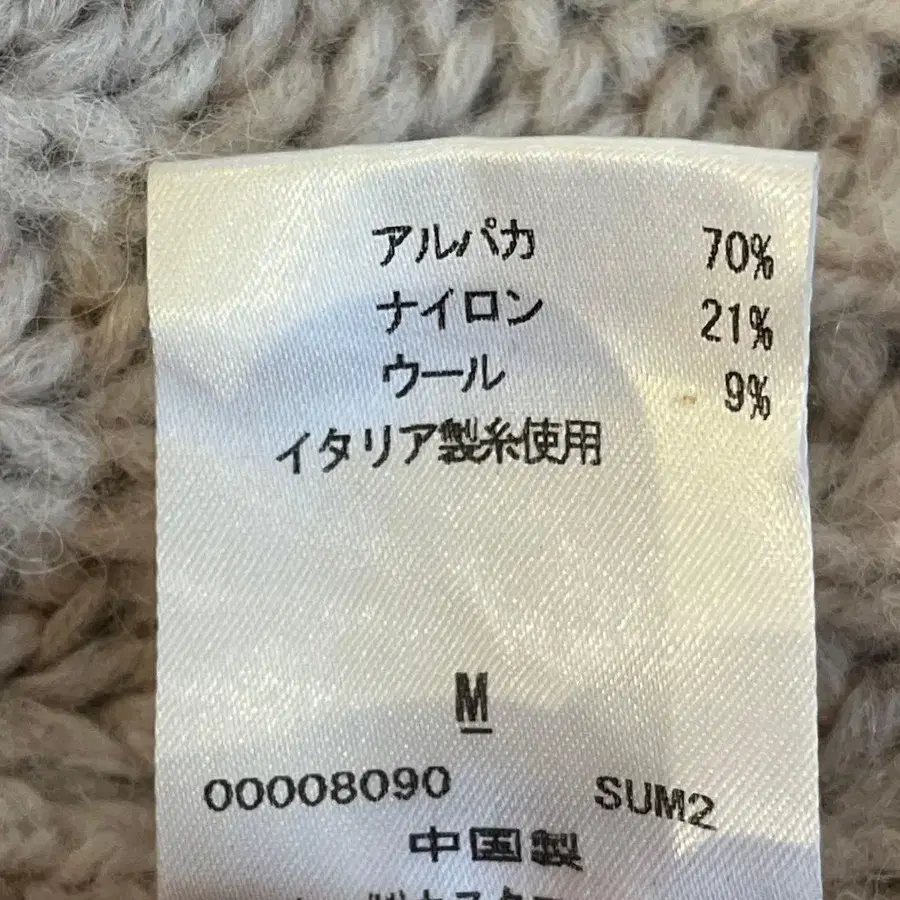 アルパカ 70%
ナイロン 21%
ウール 9%
イタリア製糸使用
M
00008090 SUM2
中国製